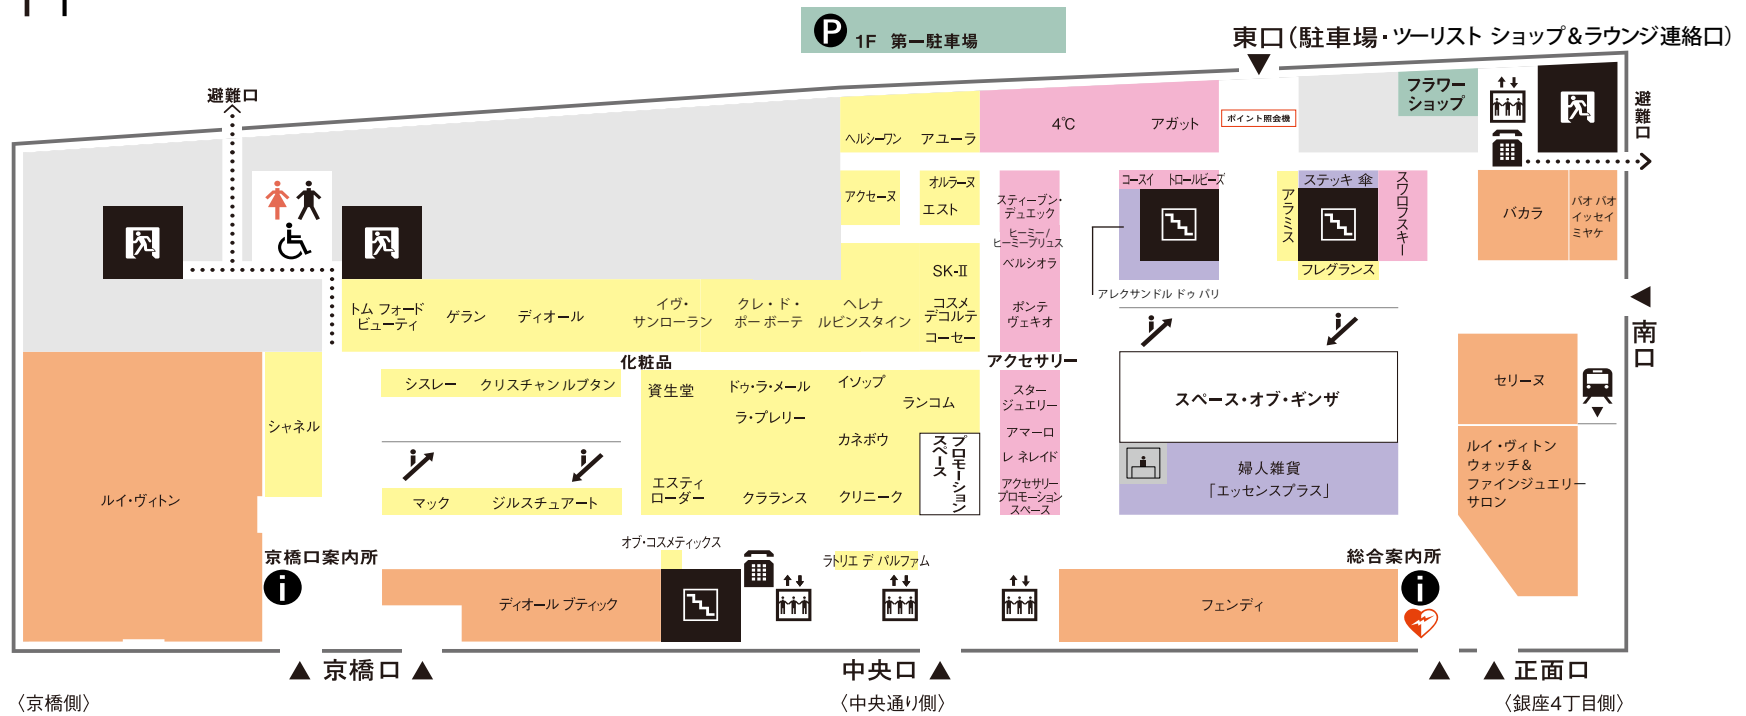 P
1F 第一駐車場
東口(駐車場・ツーリスト ショップ&ラウンジ連絡口)
避難口
フラワー
ショップ
避難口
ヘルシーワン
アユーラ
4℃
アガット
ポイント照会機
アクセーヌ
オルラーヌ
エスト
スティーブン・
デュエック
ヒーミー/
ヒーミープリュス
ベルシオラ
コースイ
トロールビーズ
アラミス
ステッキ 傘
スワロフスキー
フレグランス
バカラ
バオ バオ
イッセイ
ミヤケ
SK-II
アレクサンドル ドゥ パリ
トム フォード
ビューティ
ゲラン
ディオール
イヴ・
サンローラン
クレ・ド・
ポー ボーテ
ヘレナ
ルビンスタイン
コスメ
デコルテ
コーセー
ポンテ
ヴェキオ
南口
化粧品
アクセサリー
シスレー
クリスチャン ルブタン
資生堂
ドゥ・ラ・メール
イソップ
ラ・プレリー
ランコム
スター
ジュエリー
スペース・オブ・ギンザ
セリーヌ
シャネル
カネボウ
プロモーション
スペース
アマーロ
レ ネレイド
ルイ・ヴィトン
マック
ジルスチュアート
エスティ
ローダー
クラランス
クリニーク
アクセサリー
プロモーション
スペース
婦人雑貨
「エッセンスプラス」
ルイ・ヴィトン
ウォッチ&
ファインジュエリー
サロン
京橋口案内所
i
オブ・コスメティックス
ラトリエ デ パルファム
総合案内所
i
ディオール ブティック
フェンディ
京橋口
中央口
正面口
〈京橋側〉
〈中央通り側〉
〈銀座4丁目側〉